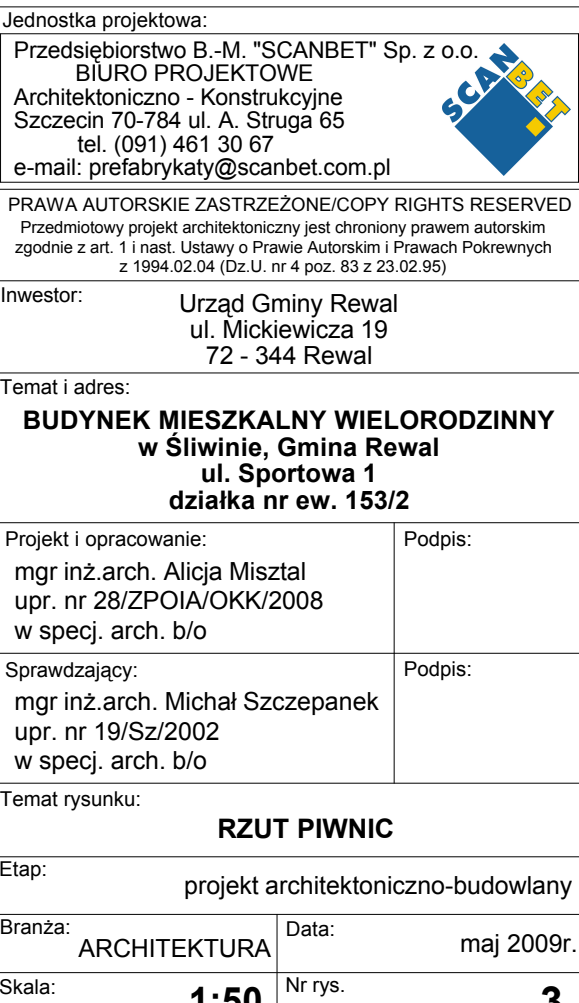 Jednostka projektowa:
Przedsiębiorstwo B.-M. "SCANBET" Sp. z o.o.
BIURO PROJEKTOWE
Architektoniczno - Konstrukcyjne
Szczecin 70-784 ul. A. Struga 65
tel. (091) 461 30 67
e-mail: prefabrykaty@scanbet.com.pl
SCANBET
PRAWA AUTORSKIE ZASTRZEŻONE/COPY RIGHTS RESERVED
Przedmiotowy projekt architektoniczny jest chroniony prawem autorskim
zgodnie z art. 1 i nast. Ustawy o Prawie Autorskim i Prawach Pokrewnych
z 1994.02.04 (Dz.U. nr 4 poz. 83 z 23.02.95)
Inwestor:
Urząd Gminy Rewal
ul. Mickiewicza 19
72 - 344 Rewal
Temat i adres:
BUDYNEK MIESZKALNY WIELORODZINNY
w Śliwinie, Gmina Rewal
ul. Sportowa 1
działka nr ew. 153/2
Projekt i opracowanie:
mgr inż.arch. Alicja Misztal
upr. nr 28/ZPOIA/OKK/2008
w specj. arch. b/o
Podpis:
Sprawdzający:
mgr inż.arch. Michał Szczepanek
upr. nr 19/Sz/2002
w specj. arch. b/o
Podpis:
Temat rysunku:
RZUT PIWNIC
Etap:
projekt architektoniczno-budowlany
Branża:
ARCHITEKTURA
Data:
maj 2009r.
Skala:
1:50
Nr rys.
3